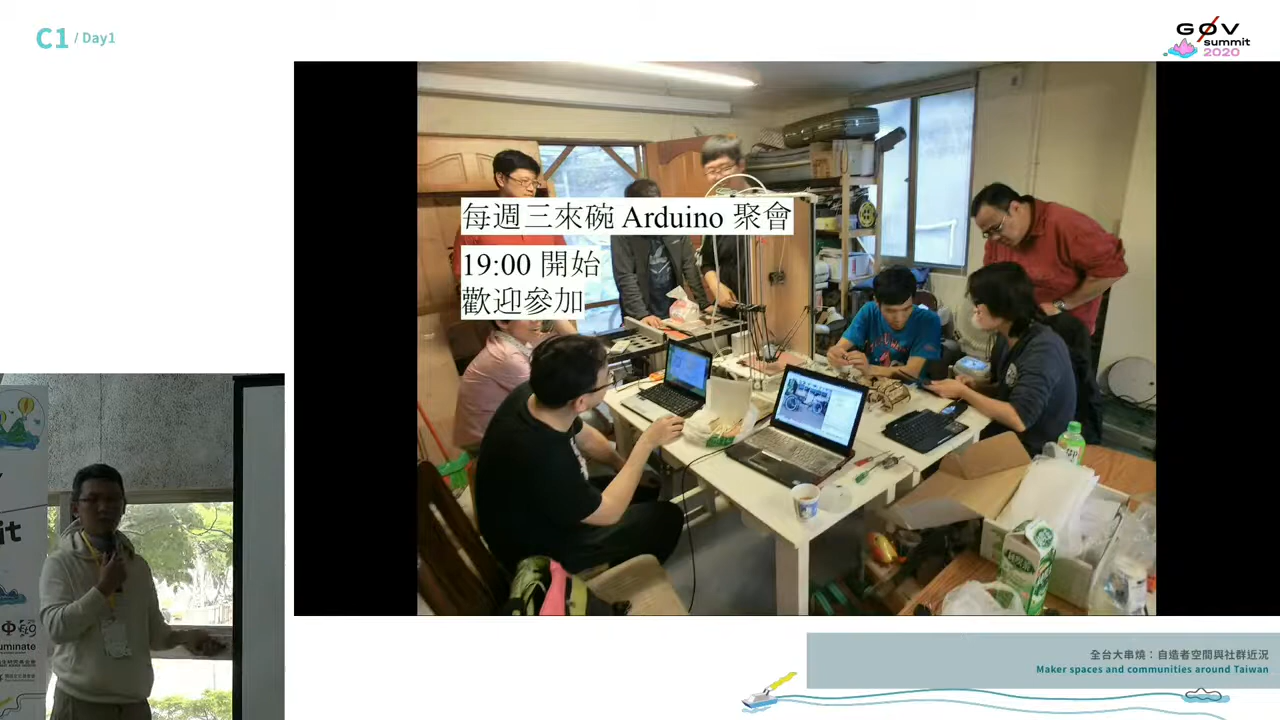 C1 / Day1
G0V
summit
2020
每週三來碗 Arduino 聚會
19:00 開始
歡迎參加
全台大串燒：自造者空間與社群近況
Maker spaces and communities around Taiwan